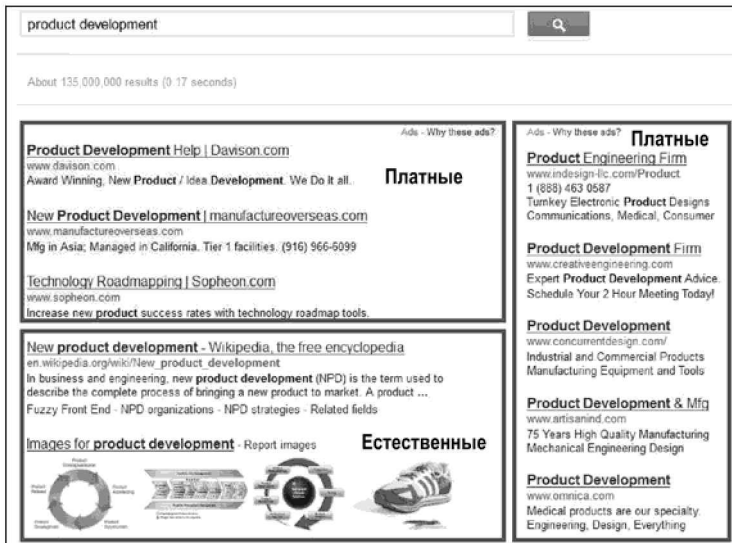 product development
About 135,000,000 results (0.17 seconds)
Ads - Why these ads?
Product Development Help | Davison.com
www.davison.com
Award Winning, New Product / Idea Development. We Do It all.
Платные
New Product Development | manufactureoverseas.com
www.manufactureoverseas.com
Mfg in Asia; Managed in California. Tier 1 facilities. (916) 966-6099
Technology Roadmapping | Sopheon.com
www.sopheon.com
Increase new product success rates with technology roadmap tools.
New product development - Wikipedia, the free encyclopedia
en.wikipedia.org/wiki/New_product_development
In business and engineering, new product development (NPD) is the term used to
describe the complete process of bringing a new product to market. A product ...
Fuzzy Front End - NPD organizations - NPD strategies - Related fields
Images for product development - Report images
Естественные
Ads - Why these ads?
Платные
Product Engineering Firm
www.indesign-llc.com/Product
1 (888) 463 0587
Turnkey Electronic Product Designs
Communications, Medical, Consumer
Product Development Firm
www.creativeengineering.com
Expert Product Development Advice.
Schedule Your 2 Hour Meeting Today!
Product Development
www.concurrentdesign.com/
Industrial and Commercial Products
Manufacturing Equipment and Tools
Product Development & Mfg
www.artisanind.com
75 Years High Quality Manufacturing
Mechanical Engineering Design
Product Development
www.omnica.com
Medical products are our specialty.
Engineering, Design, Everything